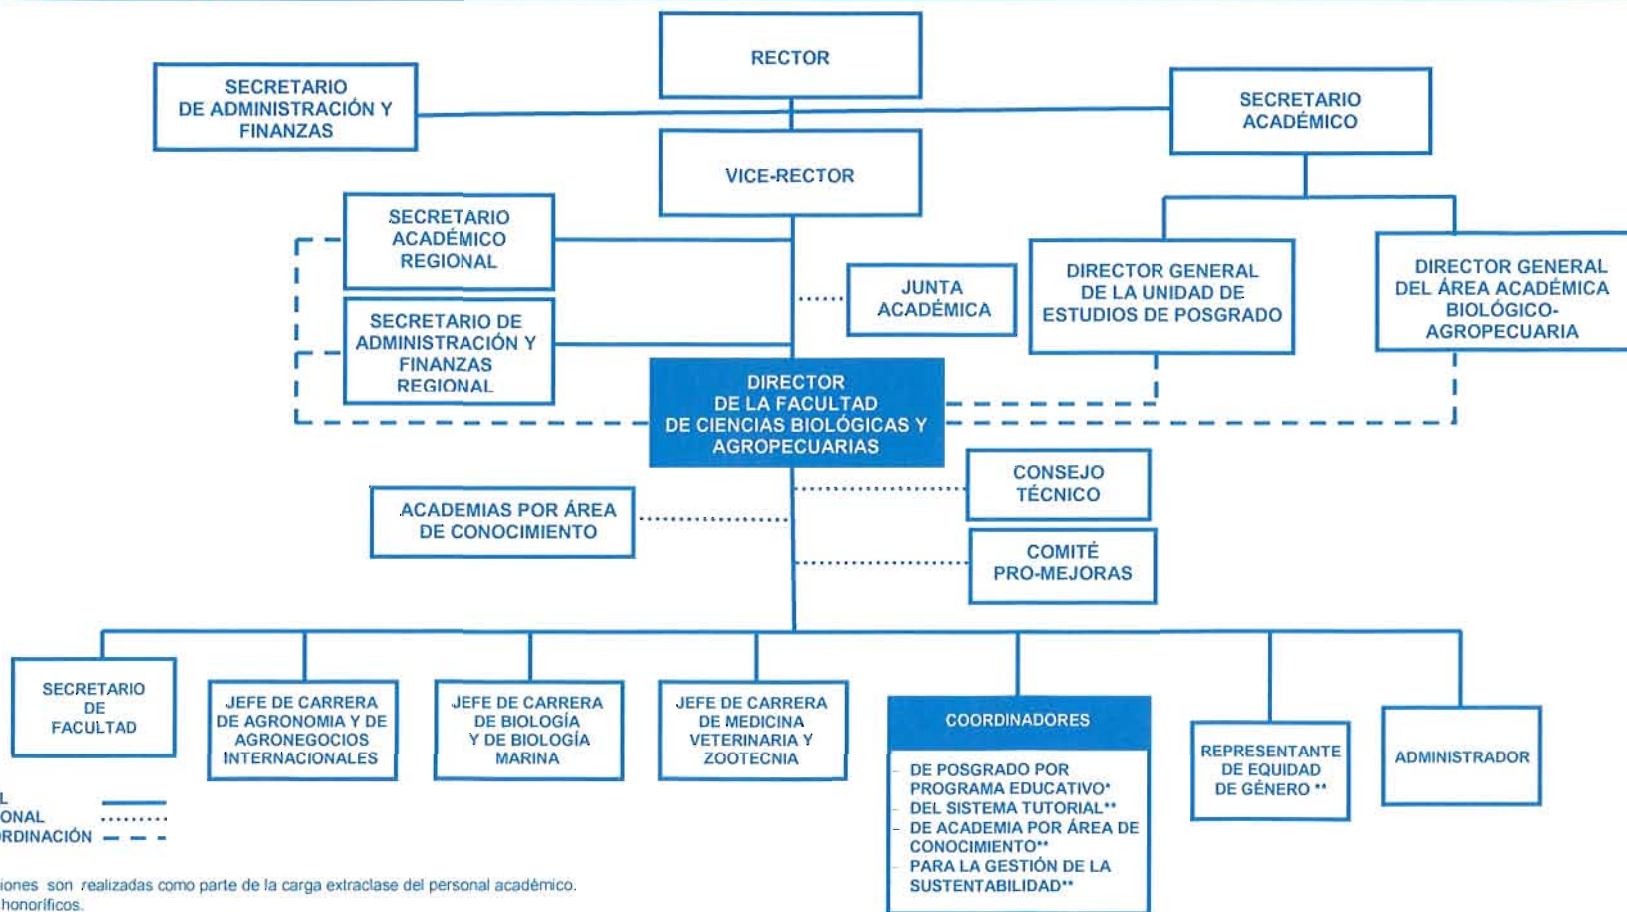 RECTOR
SECRETARIO
DE ADMINISTRACIÓN Y
FINANZAS
SECRETARIO
ACADÉMICO
VICE-RECTOR
SECRETARIO
ACADÉMICO
REGIONAL
SECRETARIO DE
ADMINISTRACIÓN Y
FINANZAS
REGIONAL
JUNTA
ACADÉMICA
DIRECTOR GENERAL
DE LA UNIDAD DE
ESTUDIOS DE POSGRADO
DIRECTOR GENERAL
DEL ÁREA ACADÉMICA
BIOLÓGICO-
AGROPECUARIA
DIRECTOR
DE LA FACULTAD
DE CIENCIAS BIOLÓGICAS Y
AGROPECUARIAS
CONSEJO
TÉCNICO
ACADEMIAS POR ÁREA
DE CONOCIMIENTO
COMITÉ
PRO-MEJORAS
SECRETARIO
DE
FACULTAD
JEFE DE CARRERA
DE AGRONOMIA Y DE
AGRONEGOCIOS
INTERNACIONALES
JEFE DE CARRERA
DE BIOLOGÍA
Y DE BIOLOGÍA
MARINA
JEFE DE CARRERA
DE MEDICINA
VETERINARIA Y
ZOOTECNIA
COORDINADORES
- DE POSGRADO POR
PROGRAMA EDUCATIVO*
- DEL SISTEMA TUTORIAL**
- DE ACADEMIA POR ÁREA DE
CONOCIMIENTO**
- PARA LA GESTIÓN DE LA
SUSTENTABILIDAD**
REPRESENTANTE
DE EQUIDAD
DE GÉNERO **
ADMINISTRADOR
L
ONAL
ORDINACIÓN
iones son realizadas como parte de la carga extraclase del personal académico.
honoríficos.